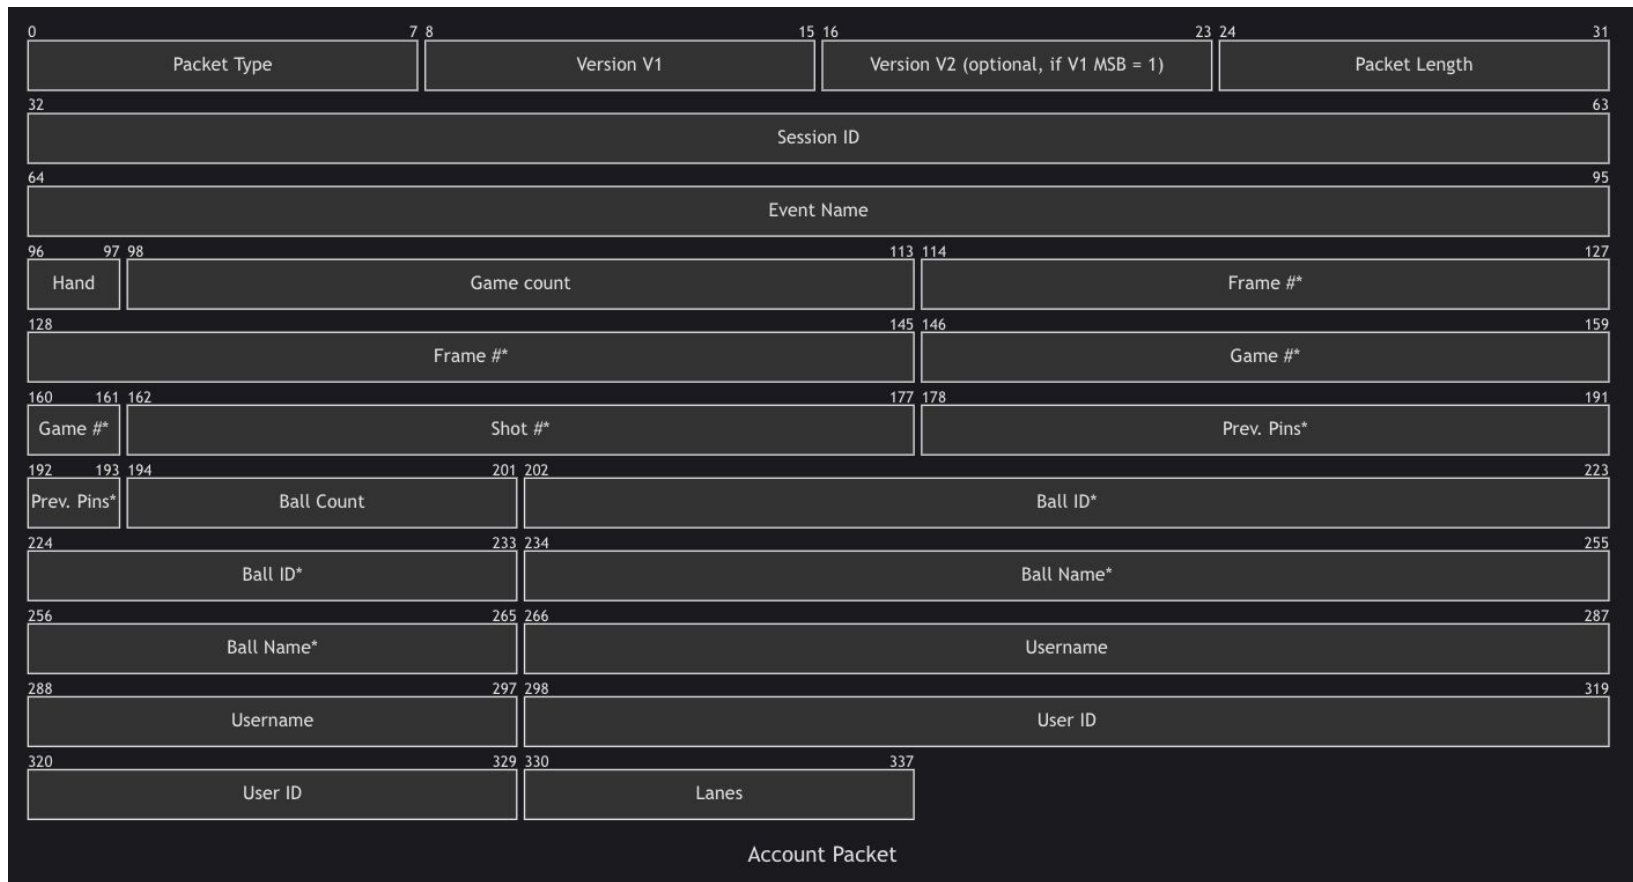 0 7 8 15 16 23 24 31
Packet Type Version V1 Version V2 (optional, if V1 MSB = 1) Packet Length
32 63
Session ID
64 95
Event Name
96 97 98 113 114 127
Hand Game count Frame #*
128 145 146 159
Frame #* Game #*
160 161 162 177 178 191
Game #* Shot #* Prev. Pins*
192 193 194 201 202 223
Prev. Pins* Ball Count Ball ID*
224 233 234 255
Ball ID* Ball Name*
256 265 266 287
Ball Name* Username
288 297 298 319
Username User ID
320 329 330 337
User ID Lanes
Account Packet